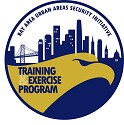 BAY AREA URBAN AREAS SECURITY INITIATIVE
TRAINING
& EXERCISE
PROGRAM